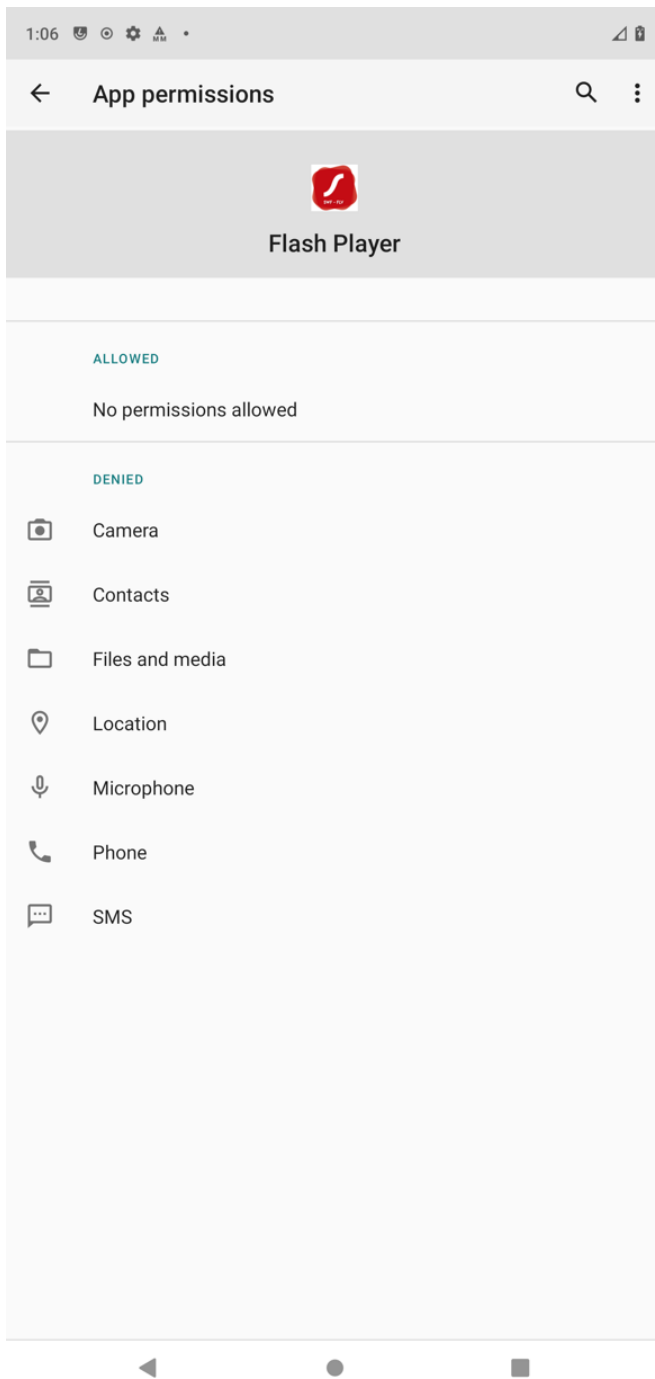 1:06
App permissions
Flash Player
ALLOWED
No permissions allowed
DENIED
Camera
Contacts
Files and media
Location
Microphone
Phone
SMS